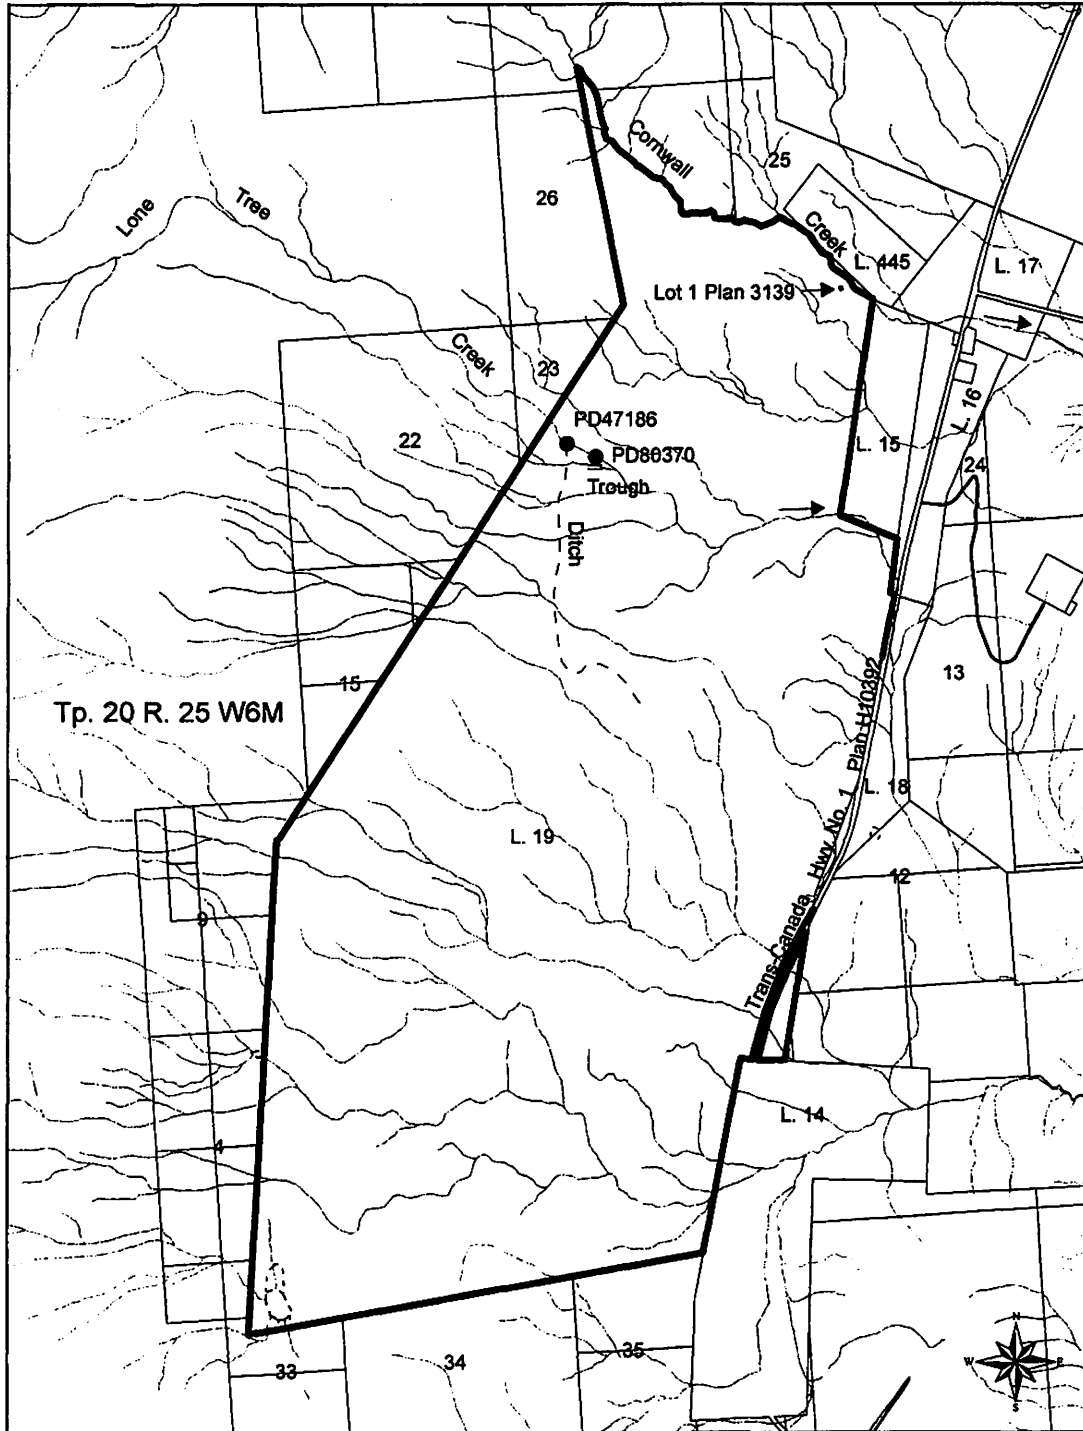 Cornwall
25
26
Tree
Lone
Creek
L. 445
L. 17
Lot 1 Plan 3139
Creek
23
L. 16
PD47186
22
L. 15
PD80370
24
Trough
Ditch
13
15
Tp. 20 R. 25 W6M
Trans-Canada Hwy. No. 1 Plan H10392
L. 18
L. 19
12
9
L. 14
4
N
W
E
S
35
34
33